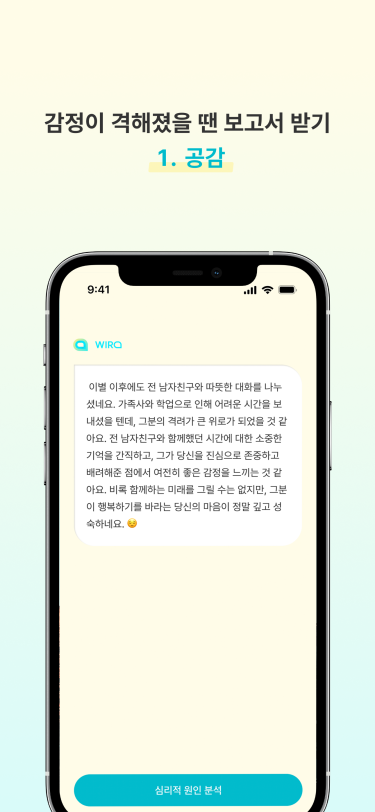 감정이 격해졌을 땐 보고서 받기
1. 공감
9:41
WIRO
이별 이후에도 전 남자친구와 따뜻한 대화를 나누
셨네요. 가족사와 학업으로 인해 어려운 시간을 보
내셨을 텐데, 그분의 격려가 큰 위로가 되었을 것 같
아요. 전 남자친구와 함께했던 시간에 대한 소중한
기억을 간직하고, 그가 당신을 진심으로 존중하고
배려해준 점에서 여전히 좋은 감정을 느끼는 것 같
아요. 비록 함께하는 미래를 그릴 수는 없지만, 그분
이 행복하기를 바라는 당신의 마음이 정말 깊고 성
숙하네요. 😌
심리적 원인 분석